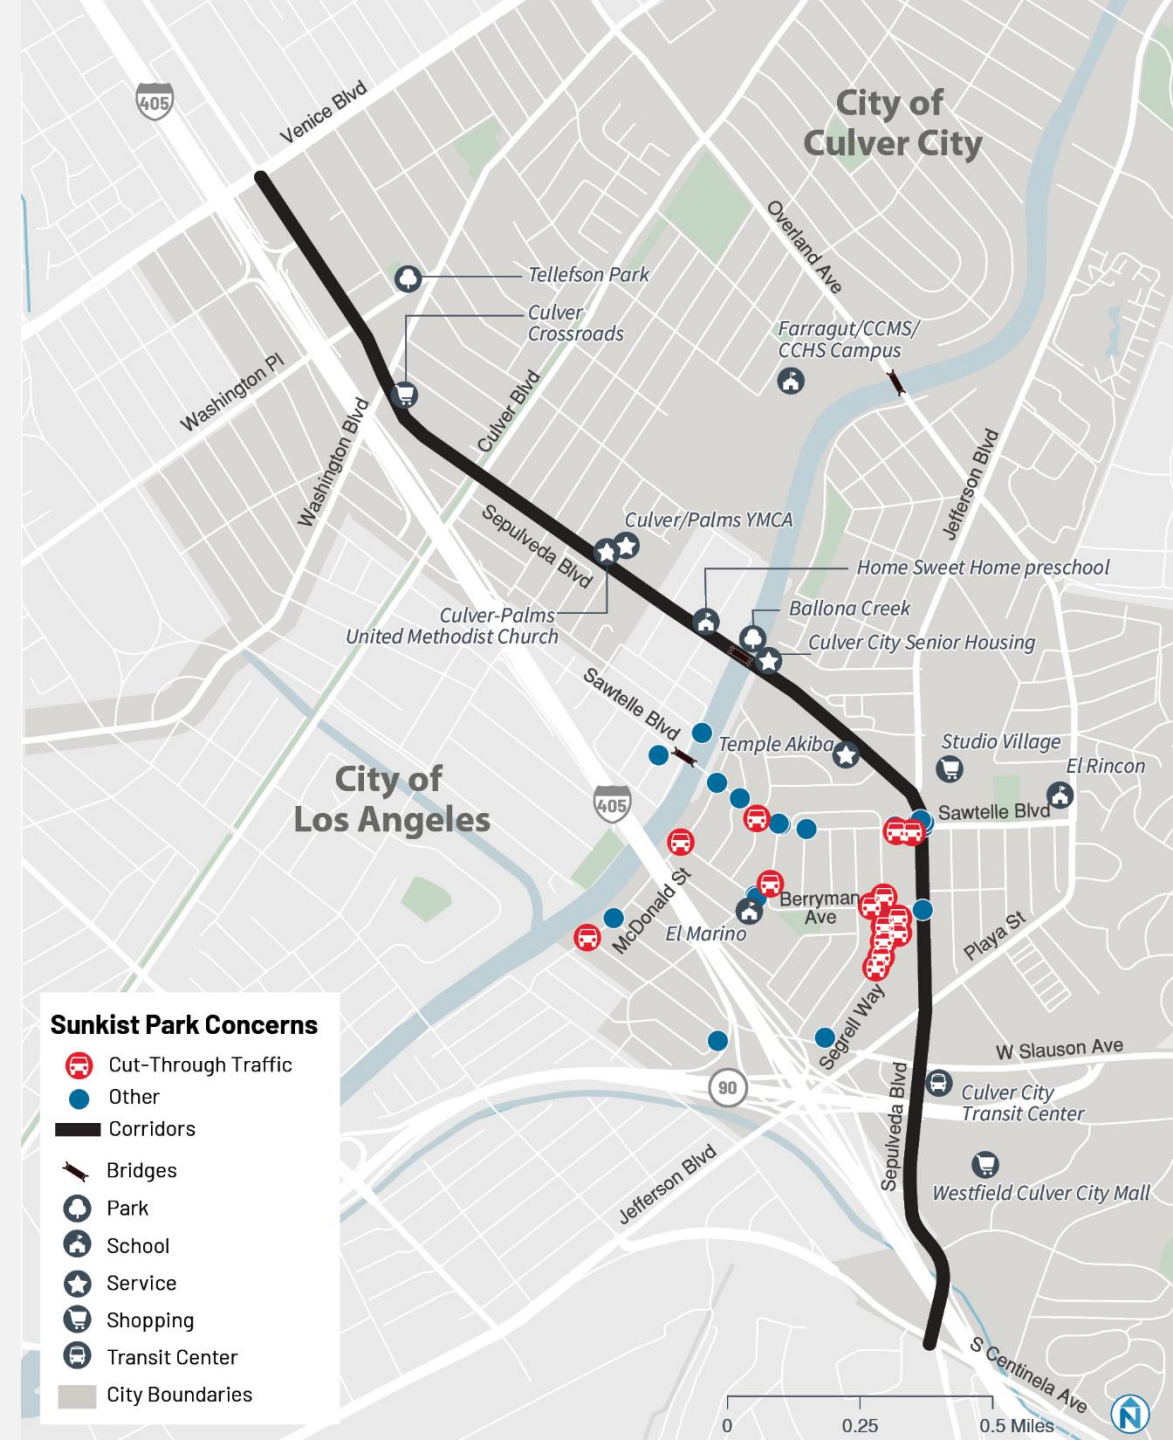 City of
Culver City
405
Venice Blvd
Overland Ave
Tellefson Park
Culver
Crossroads
Farragut/CCMS/
CCHS Campus
Washington Pl
Culver Blvd
Washington Blvd
Jefferson Blvd
Sepulveda Blvd
Culver/Palms YMCA
Home Sweet Home preschool
Ballona Creek
Culver-Palms
United Methodist Church
Culver City Senior Housing
Sawtelle Blvd
Temple Akiba
Studio Village
El Rincon
City of
Los Angeles
405
Sawtelle Blvd
McDonald St
Berryman
Ave
El Marino
Playa St
Segrell Way
W Slauson Ave
90
Culver City
Transit Center
Sepulveda Blvd
Jefferson Blvd
Westfield Culver City Mall
S Centinela Ave
Sunkist Park Concerns
Cut-Through Traffic
Other
Corridors
Bridges
Park
School
Service
Shopping
Transit Center
City Boundaries
0 0.25 0.5 Miles
N